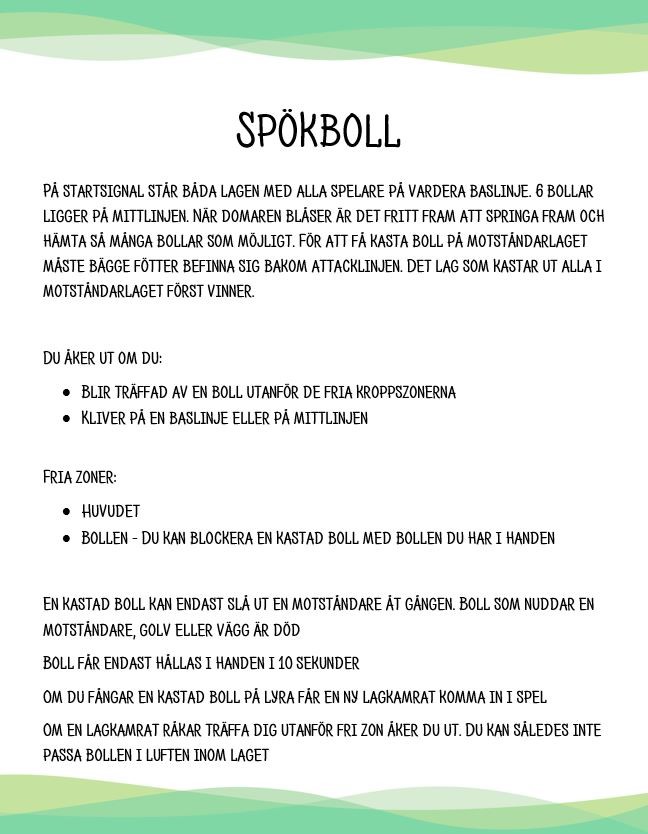 SPÖKBOLL
PÅ STARTSIGNAL STÅR BÅDA LAGEN MED ALLA SPELARE PÅ VARDERA BASLINJE. 6 BOLLAR
LIGGER PÅ MITTLINJEN. NÄR DOMAREN BLÅSER ÄR DET FRITT FRAM ATT SPRINGA FRAM OCH
HÄMTA SÅ MÅNGA BOLLAR SOM MÖJLIGT. FÖR ATT FÅ KASTA BOLL PÅ MOTSTÅNDARLAGET
MÅSTE BÄGGE FÖTTER BEFINNA SIG BAKOM ATTACKLINJEN. DET LAG SOM KASTAR UT ALLA I
MOTSTÅNDARLAGET FÖRST VINNER.
DU ÅKER UT OM DU:
• BLIR TRÄFFAD AV EN BOLL UTANFÖR DE FRIA KROPPSZONERNA
• KLIVER PÅ EN BASLINJE ELLER PÅ MITTLINJEN
FRIA ZONER:
• HUVUDET
• BOLLEN - DU KAN BLOCKERA EN KASTAD BOLL MED BOLLEN DU HAR I HANDEN
EN KASTAD BOLL KAN ENDAST SLÅ UT EN MOTSTÅNDARE ÅT GÅNGEN. BOLL SOM NUDDAR EN
MOTSTÅNDARE, GOLV ELLER VÄGG ÄR DÖD
BOLL FÅR ENDAST HÅLLAS I HANDEN I 10 SEKUNDER
OM DU FÅNGAR EN KASTAD BOLL PÅ LYRA FÅR EN NY LAGKAMRAT KOMMA IN I SPEL
OM EN LAGKAMRAT RÅKAR TRÄFFA DIG UTANFÖR FRI ZON ÅKER DU UT. DU KAN SÅLEDES INTE
PASSA BOLLEN I LUFTEN INOM LAGET